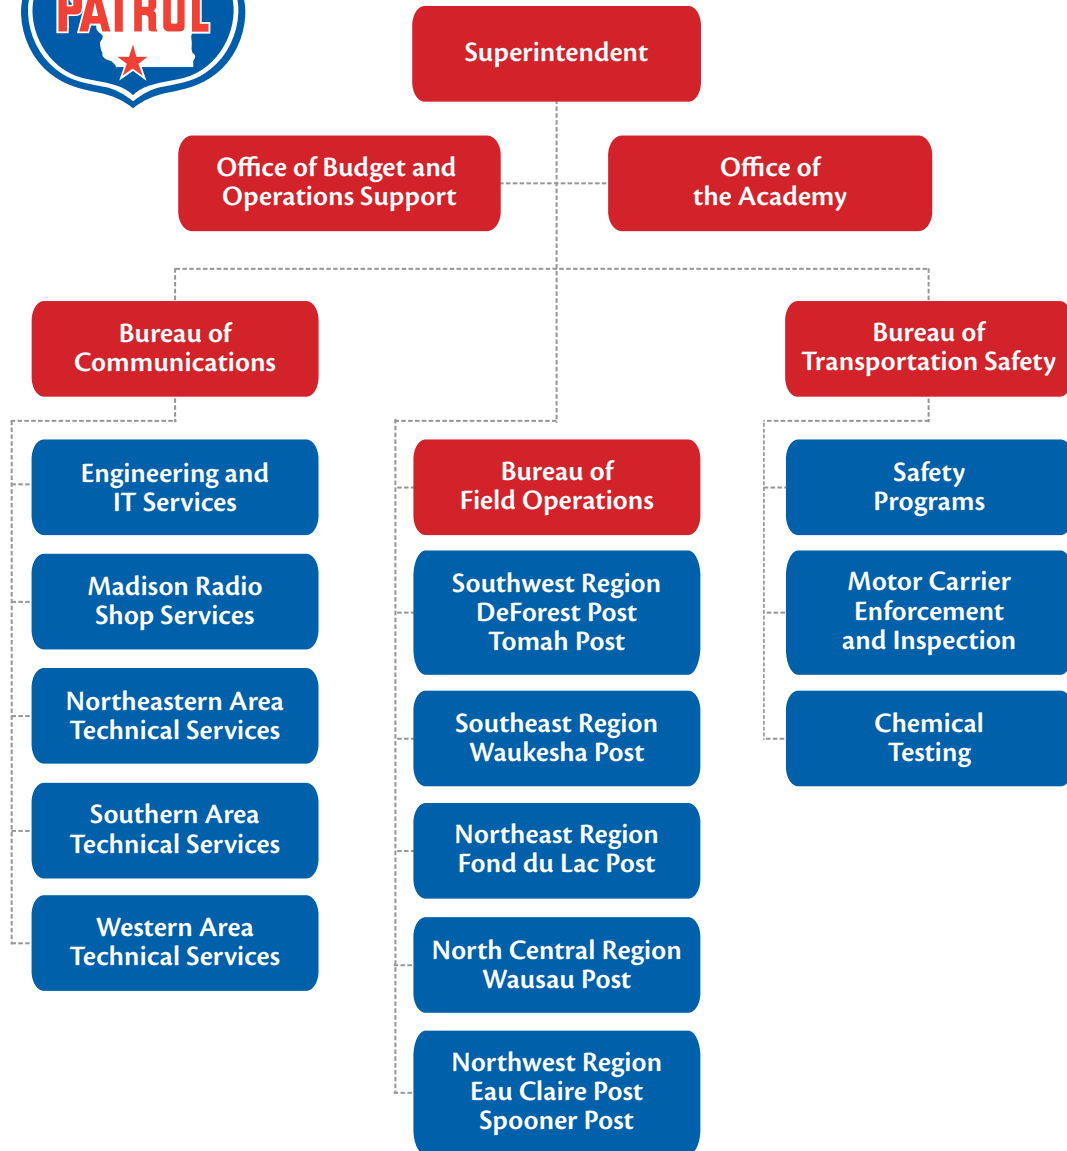 PATROL
Superintendent
Office of Budget and
Operations Support
Office of
the Academy
Bureau of
Communications
Engineering and
IT Services
Madison Radio
Shop Services
Northeastern Area
Technical Services
Southern Area
Technical Services
Western Area
Technical Services
Bureau of
Field Operations
Southwest Region
DeForest Post
Tomah Post
Southeast Region
Waukesha Post
Northeast Region
Fond du Lac Post
North Central Region
Wausau Post
Northwest Region
Eau Claire Post
Spooner Post
Bureau of
Transportation Safety
Safety
Programs
Motor Carrier
Enforcement
and Inspection
Chemical
Testing